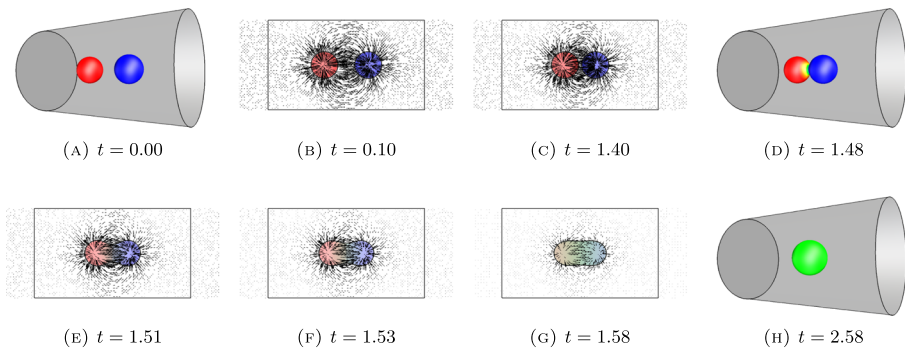 (A) t = 0.00
(B) t = 0.10
(C) t = 1.40
(D) t = 1.48
(E) t = 1.51
(F) t = 1.53
(G) t = 1.58
(H) t = 2.58